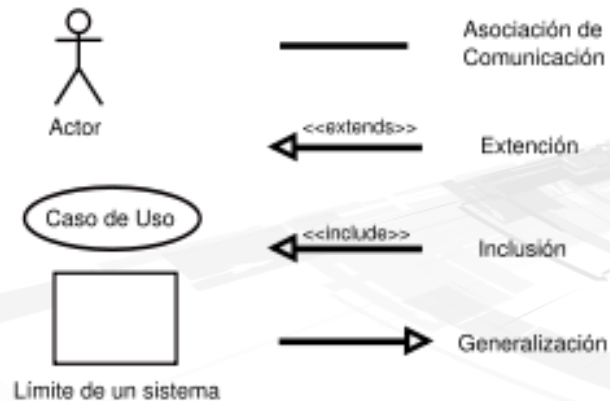 Actor
Caso de Uso
Límite de un sistema
Asociación de
Comunicación
<<extends>>
Extención
<<include>>
Inclusión
Generalización